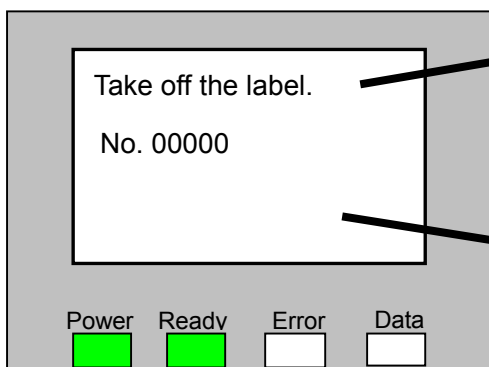 Take off the label.
No. 00000
Power Ready Error Data